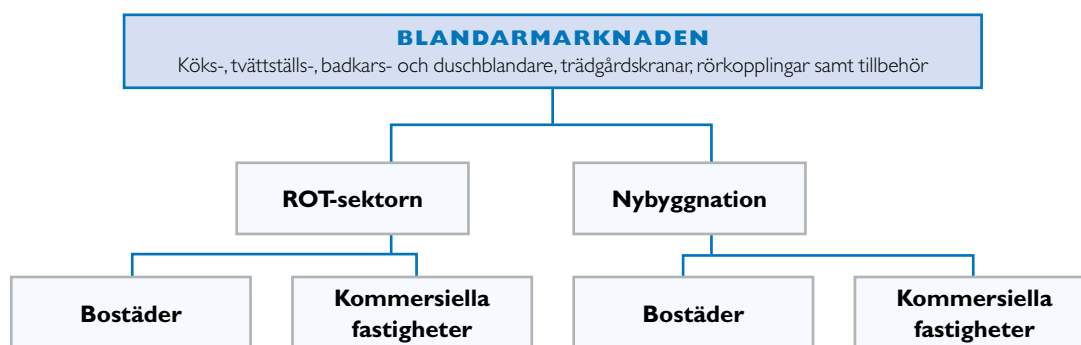 BLANDARMARKNADEN
Köks-, tvättställs-, badkars- och duschblandare, trädgårdskranar, rörkopplingar samt tillbehör
ROT-sektorn
Nybyggnation
Bostäder
Kommersiella
fastigheter
Bostäder
Kommersiella
fastigheter